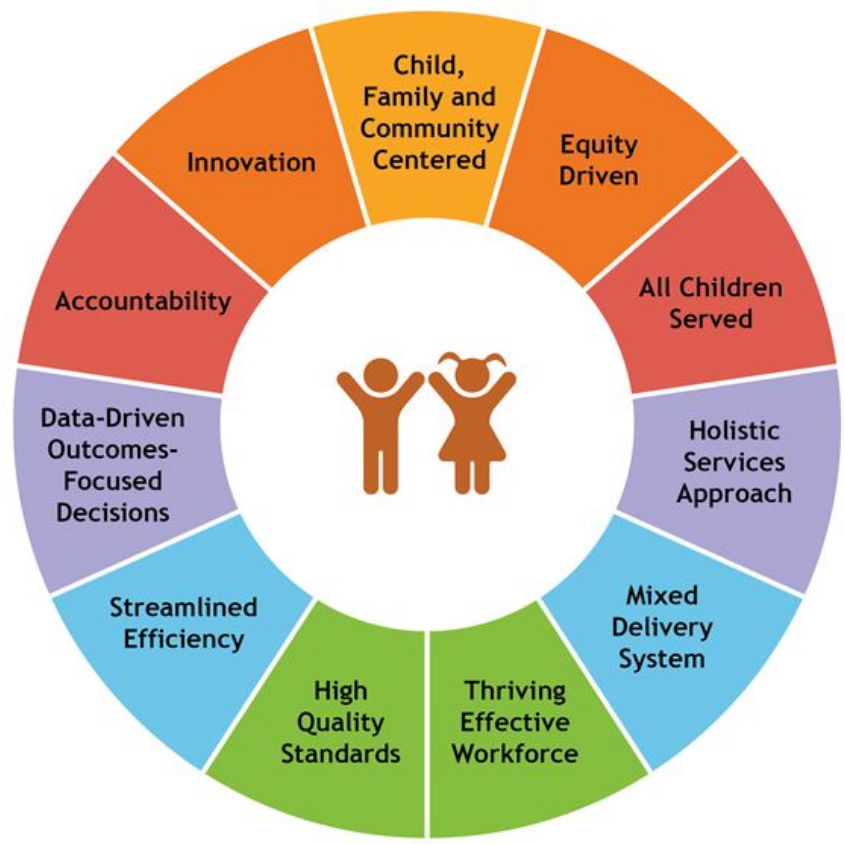 Child,
Family and
Community
Centered
Equity
Driven
All Children
Served
Holistic
Services
Approach
Mixed
Delivery
System
Thriving
Effective
Workforce
High
Quality
Standards
Streamlined
Efficiency
Data-Driven
Outcomes-
Focused
Decisions
Accountability
Innovation